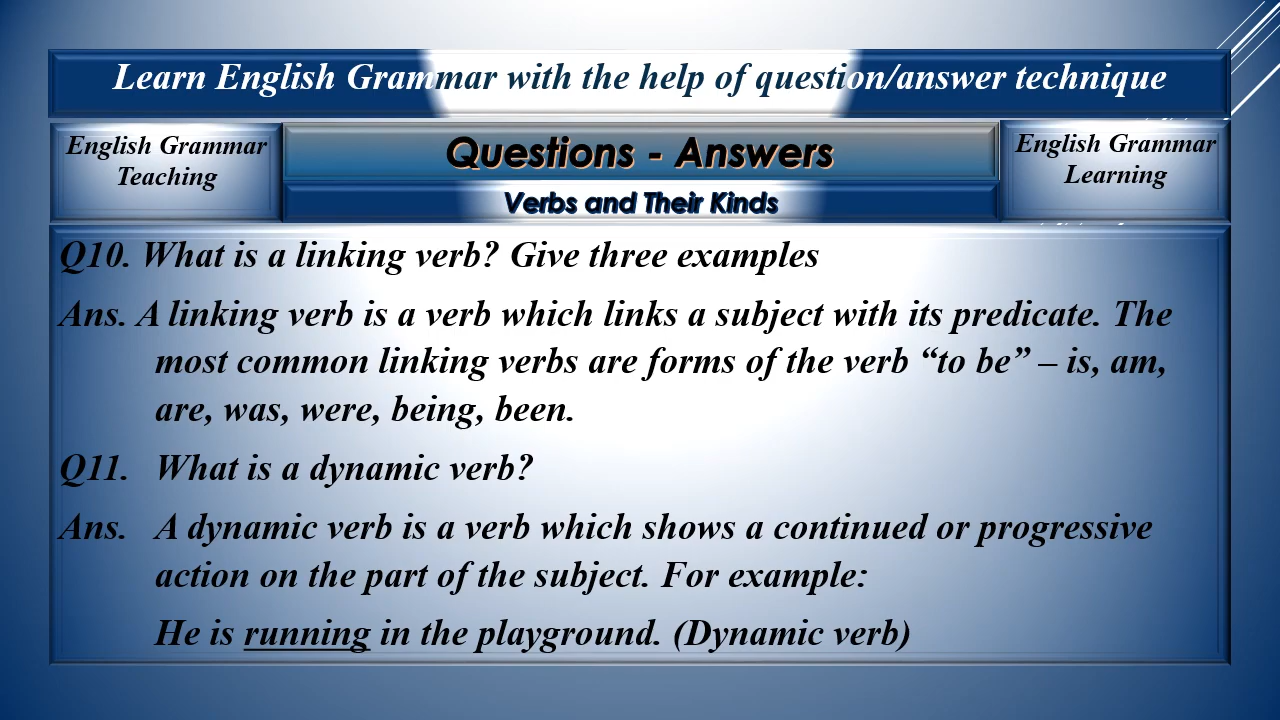 Learn English Grammar with the help of question/answer technique
English Grammar
Teaching
Questions - Answers
Verbs and Their Kinds
English Grammar
Learning
Q10. What is a linking verb? Give three examples
Ans. A linking verb is a verb which links a subject with its predicate. The
most common linking verbs are forms of the verb “to be” – is, am,
are, was, were, being, been.
Q11. What is a dynamic verb?
Ans. A dynamic verb is a verb which shows a continued or progressive
action on the part of the subject. For example:
He is running in the playground. (Dynamic verb)